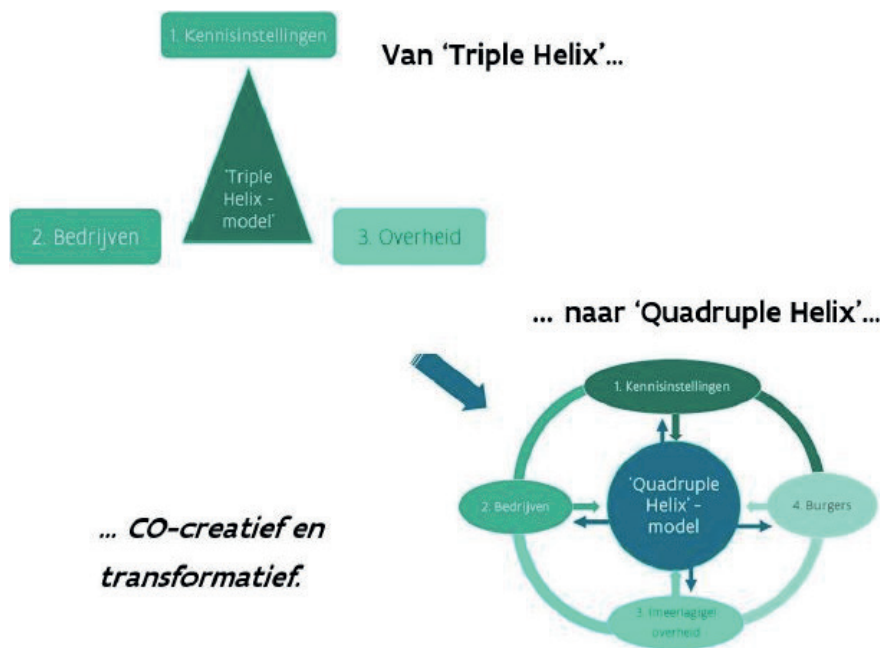 1. Kennisinstellingen
Van ‘Triple Helix’...
‘Triple
Helix -
model’
2. Bedrijven
3. Overheid
... naar ‘Quadruple Helix’...
1. Kennisinstellingen
2. Bedrijven
‘Quadruple
Helix’ -
model
4. Burgers
3.
overheid
... CO-creatief en
transformatief.